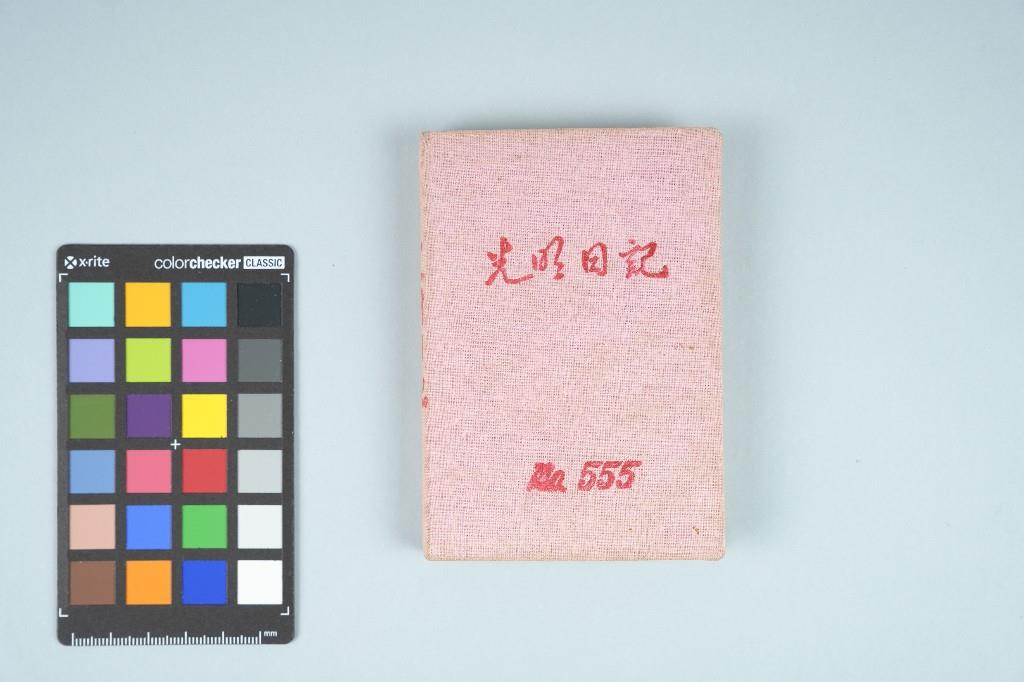 x-rite
colorchecker CLASSIC
mm
光明日記
No 555